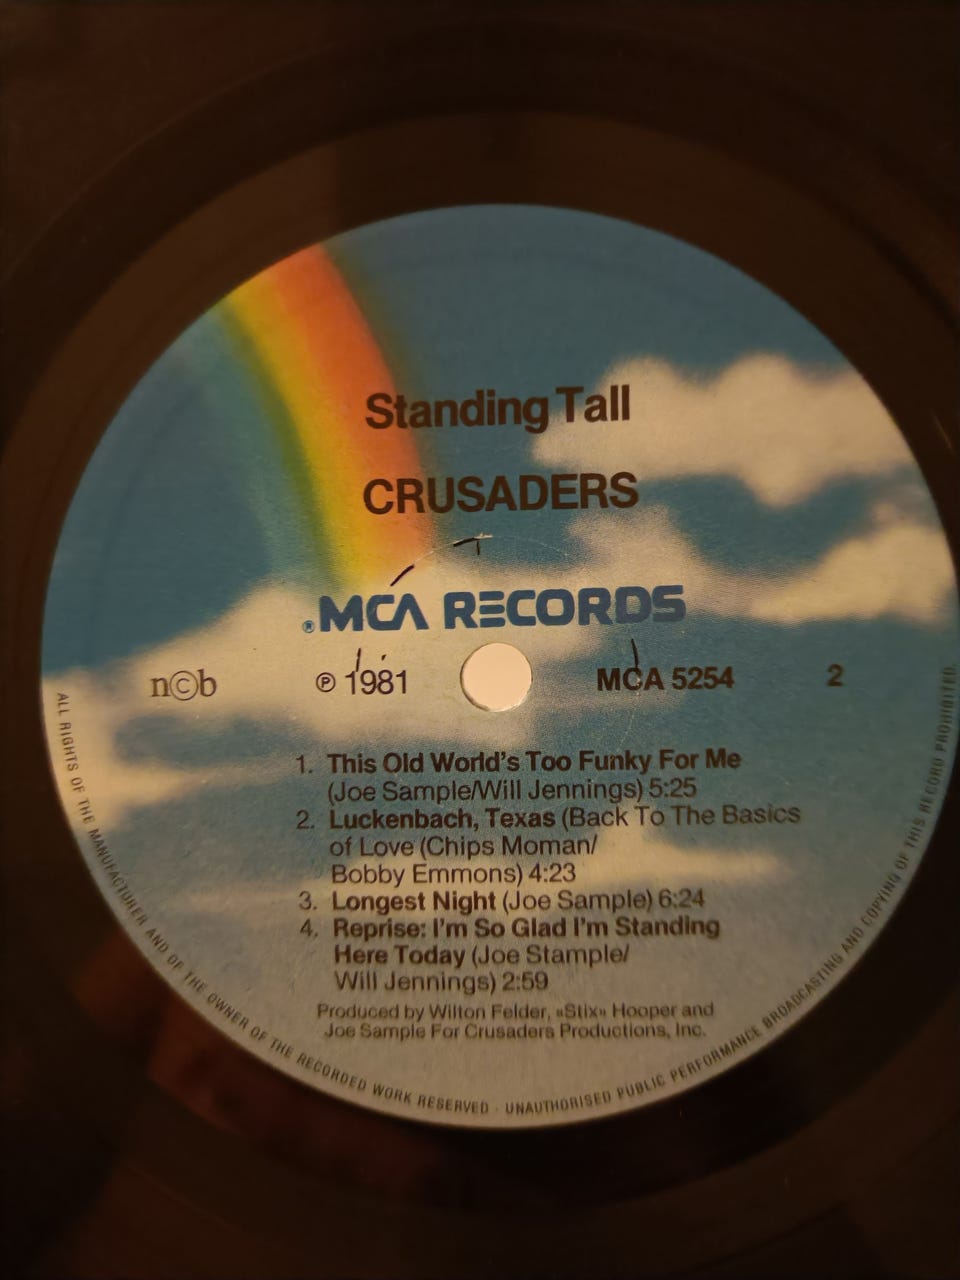 Standing Tall
CRUSADERS
®MCA RECORDS
n©b ℗ 1981 MCA 5254 2
1. This Old World's Too Funky For Me
(Joe Sample/Will Jennings) 5:25
2. Luckenbach, Texas (Back To The Basics
of Love (Chips Moman/
Bobby Emmons) 4:23
3. Longest Night (Joe Sample) 6:24
4. Reprise: I'm So Glad I'm Standing
Here Today (Joe Stample/
Will Jennings) 2:59
Produced by Wilton Felder, «Stix» Hooper and
Joe Sample For Crusaders Productions, Inc.
ALL RIGHTS OF THE MANUFACTURER AND OF THE OWNER OF THE RECORDED WORK RESERVED · UNAUTHORISED PUBLIC PERFORMANCE BROADCASTING AND COPYING OF THIS RECORD PROHIBITED